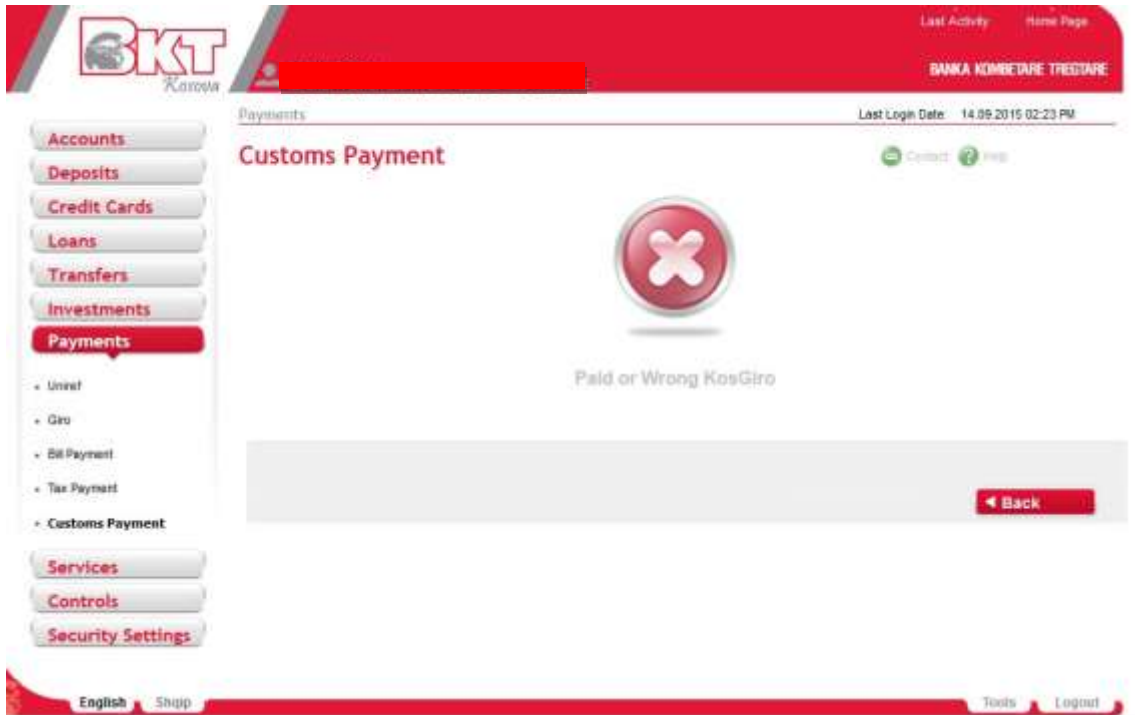 BKT
Kosova
Last Activity
Home Page
BANKA KOMBETARE TREGTARE
Payments
Last Login Date: 14.09.2015 02:23 PM
Customs Payment
Contact
Help
Accounts
Deposits
Credit Cards
Loans
Transfers
Investments
Payments
Uniref
Giro
Bill Payment
Tax Payment
Customs Payment
Services
Controls
Security Settings
Paid or Wrong KosGiro
Back
English
Shqip
Tools
Logout